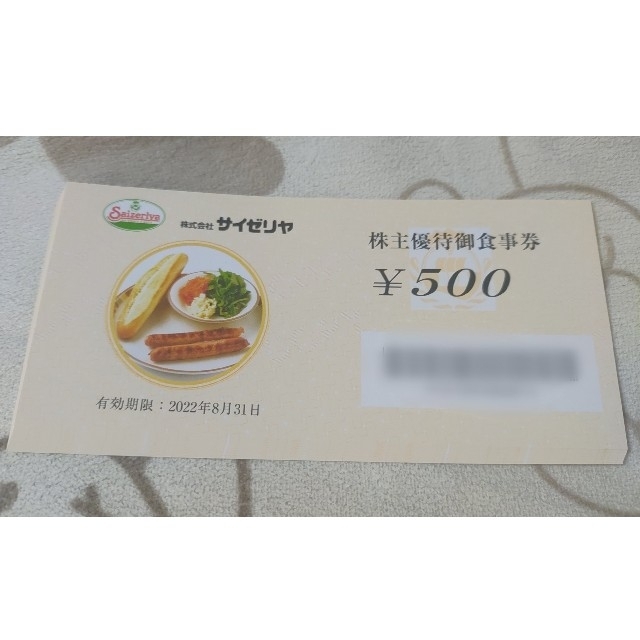 Saizeriya
株式会社 サイゼリヤ
株主優待御食事券
￥500
有効期限：2022年8月31日